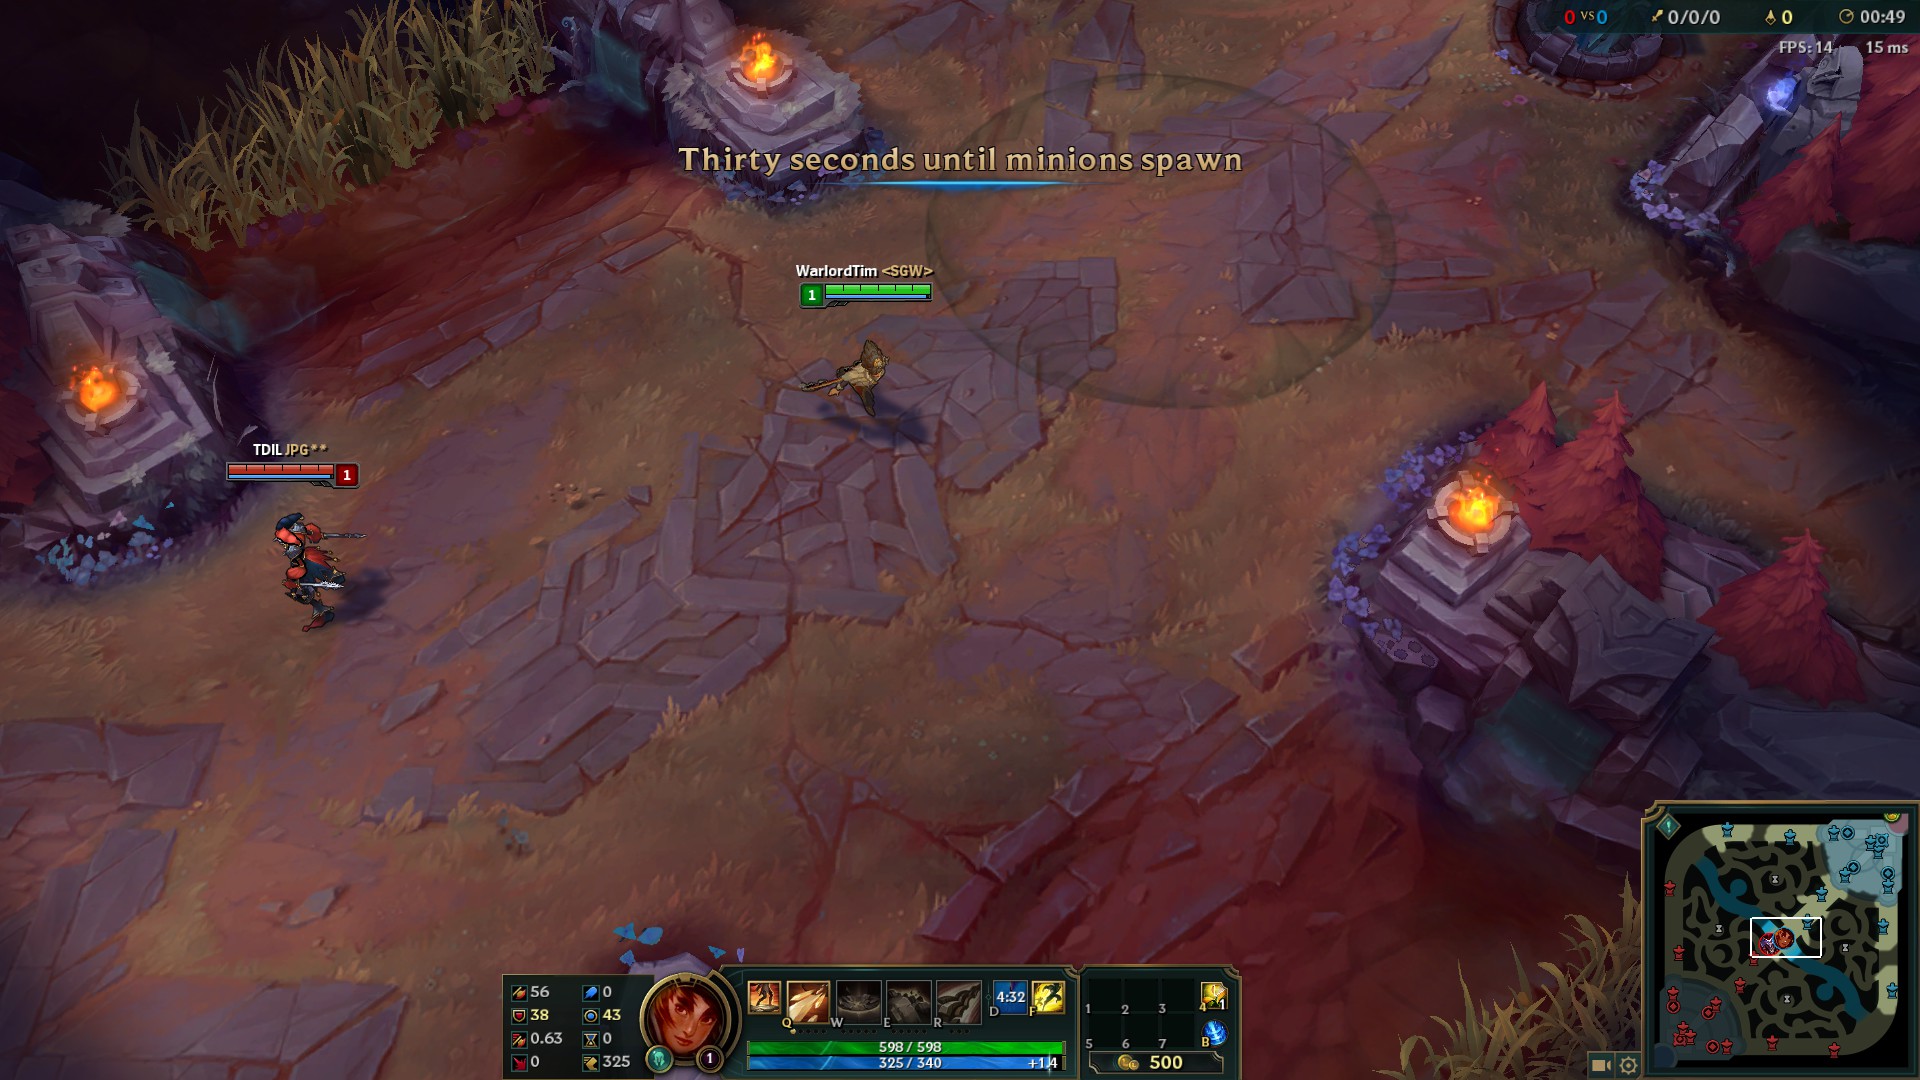 0 VS 0 0/0/0 0 00:49
FPS: 14 15 ms
Thirty seconds until minions spawn
WarlordTim <SGW>
1
TDIL JPG**
1
56 0
38 43
0.63 0
0 325
1
Q W E R
4:32
D F
598 / 598
325 / 340 +1.4
1 2 3 4 1
5 6 7 B
500